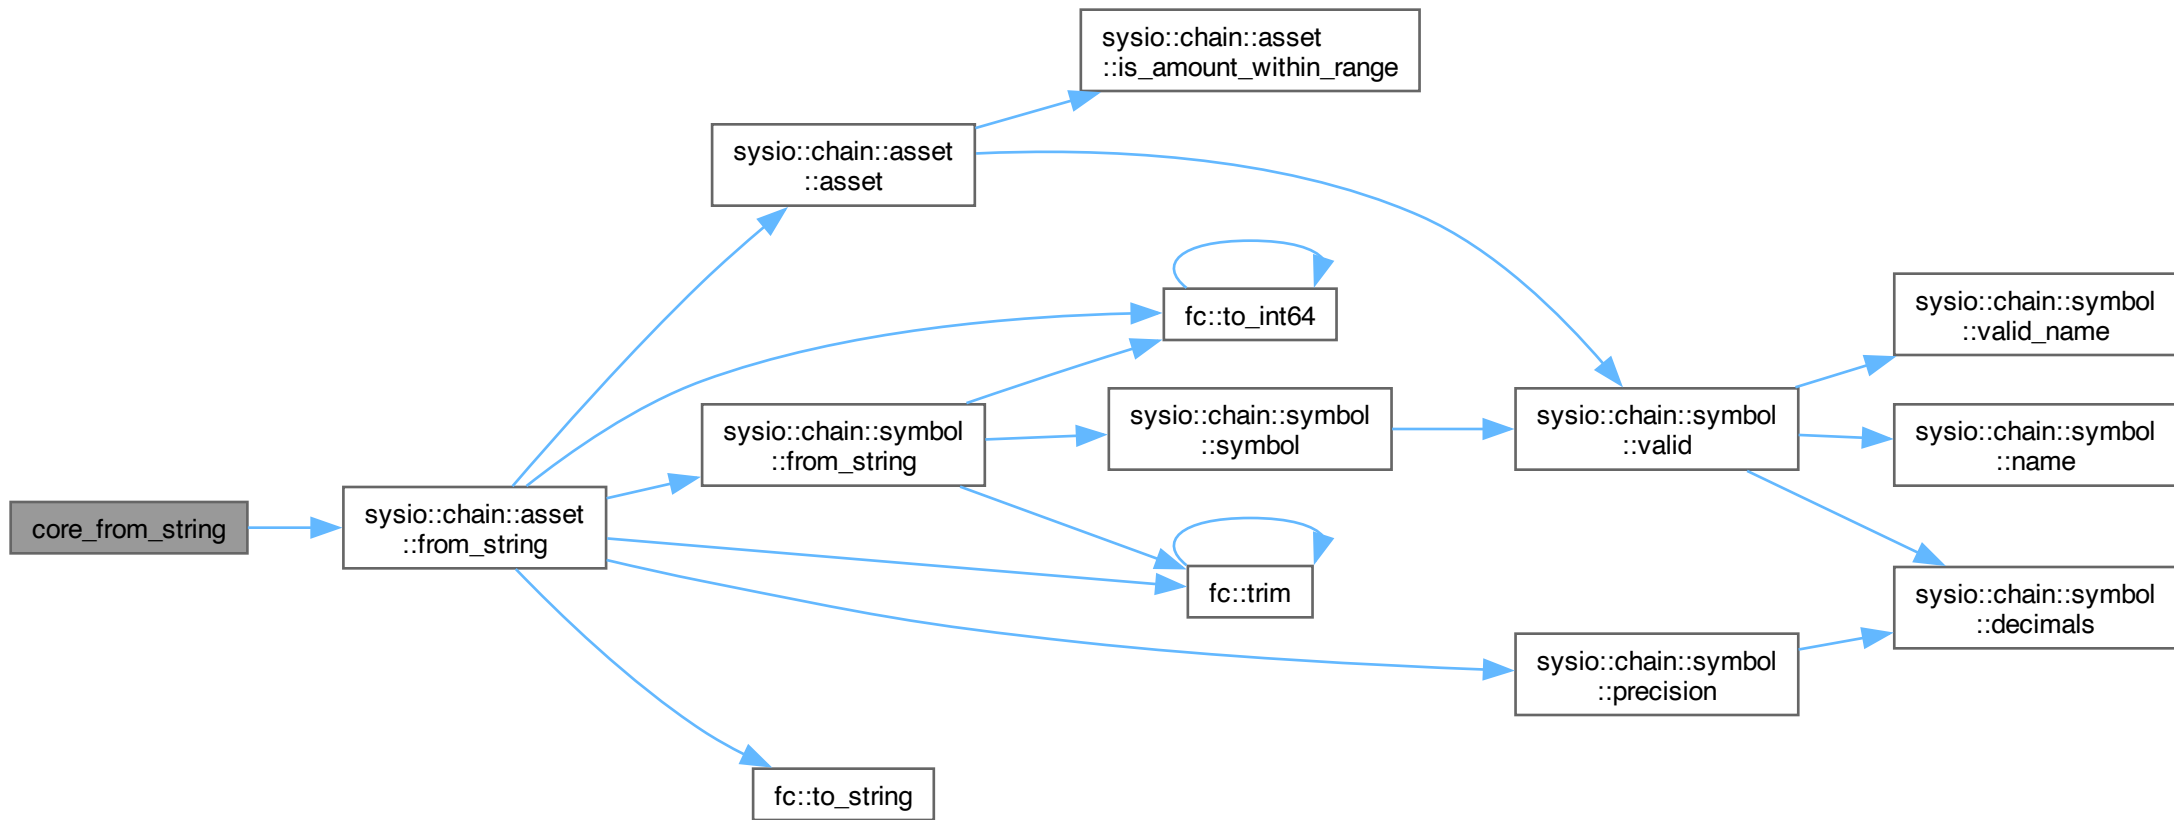 sysio::chain::asset
::is_amount_within_range
sysio::chain::asset
::asset
fc::to_int64
sysio::chain::symbol
::valid_name
sysio::chain::symbol
::from_string
sysio::chain::symbol
::symbol
sysio::chain::symbol
::valid
sysio::chain::symbol
::name
core_from_string
sysio::chain::asset
::from_string
fc::trim
sysio::chain::symbol
::decimals
sysio::chain::symbol
::precision
fc::to_string